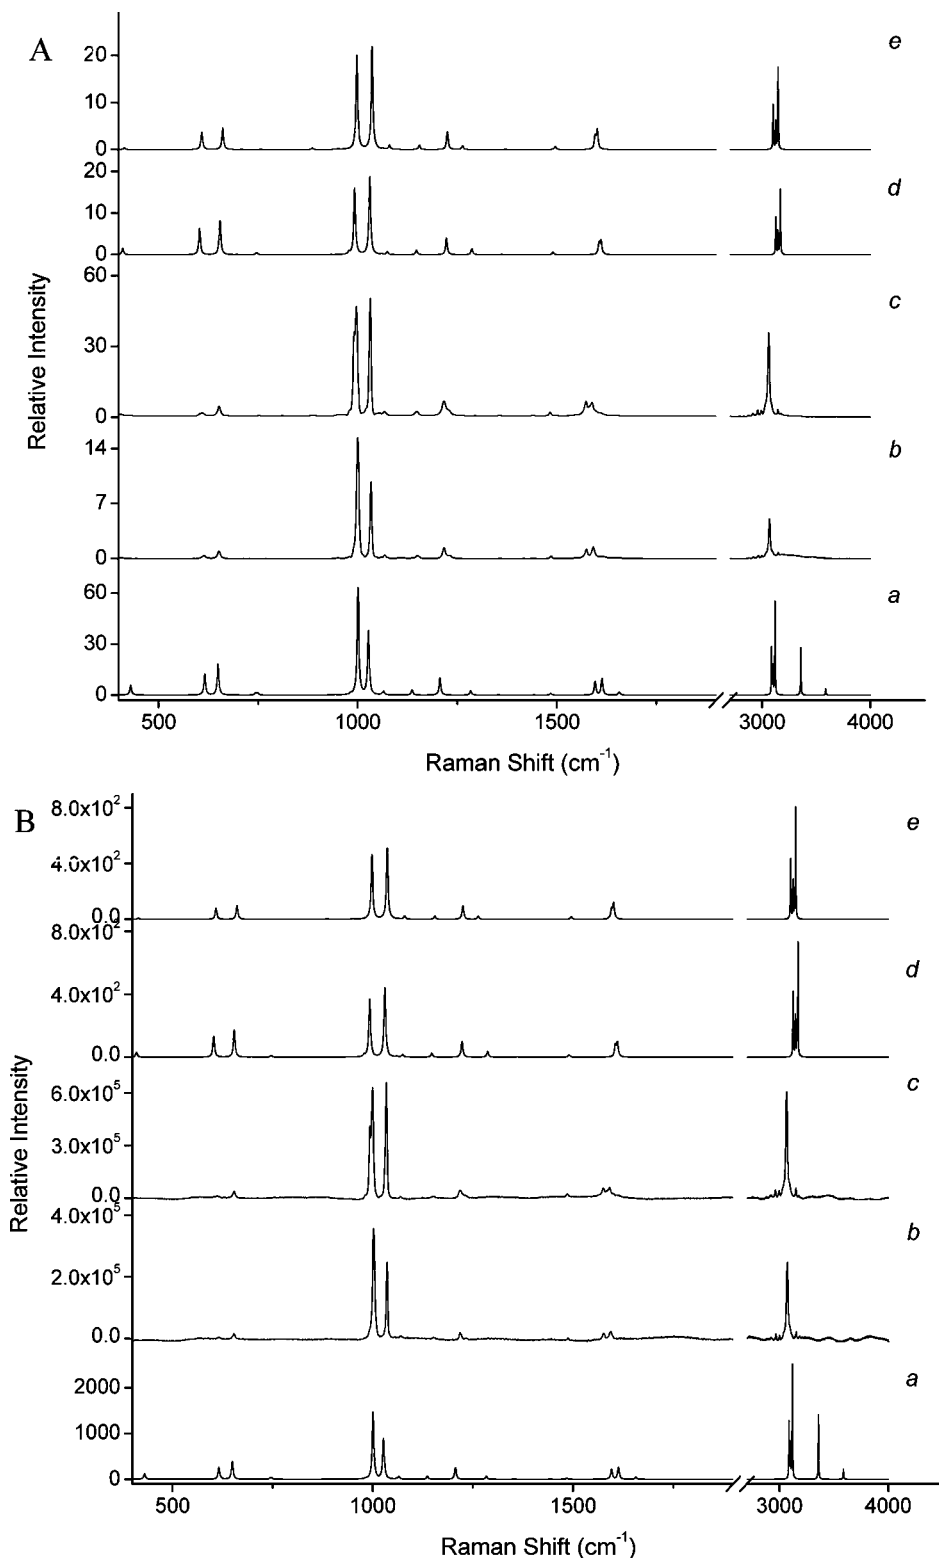 A
e
20
10
0
d
20
10
0
c
60
30
0
b
14
7
0
a
60
30
0
Relative Intensity
500 1000 1500 3000 4000
Raman Shift (cm⁻¹)
B
e
8.0x10²
4.0x10²
0.0
d
8.0x10²
4.0x10²
0.0
c
6.0x10⁵
3.0x10⁵
0.0
b
4.0x10⁵
2.0x10⁵
0.0
a
2000
1000
0
Relative Intensity
500 1000 1500 3000 4000
Raman Shift (cm⁻¹)